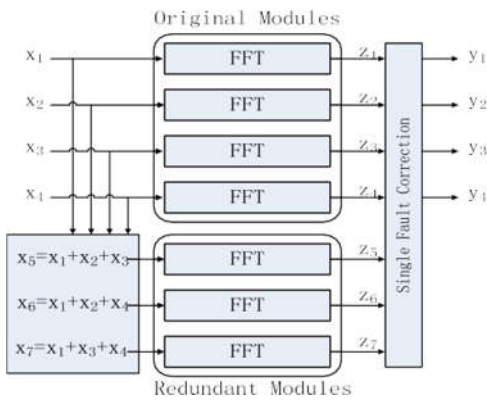 Original Modules
x₁ FFT z₁ y₁
x₂ FFT z₂ y₂
x₃ FFT z₃ y₃
x₄ FFT z₄ y₄
Single Fault Correction
x₅=x₁+x₂+x₃ FFT z₅
x₆=x₁+x₂+x₄ FFT z₆
x₇=x₁+x₃+x₄ FFT z₇
Redundant Modules